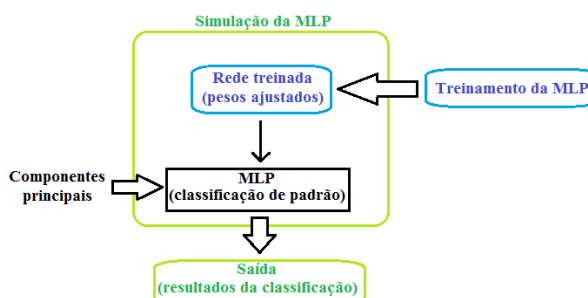 Simulação da MLP
Rede treinada
(pesos ajustados)
Treinamento da MLP
Componentes
principais
MLP
(classificação de padrão)
Saída
(resultados da classificação)